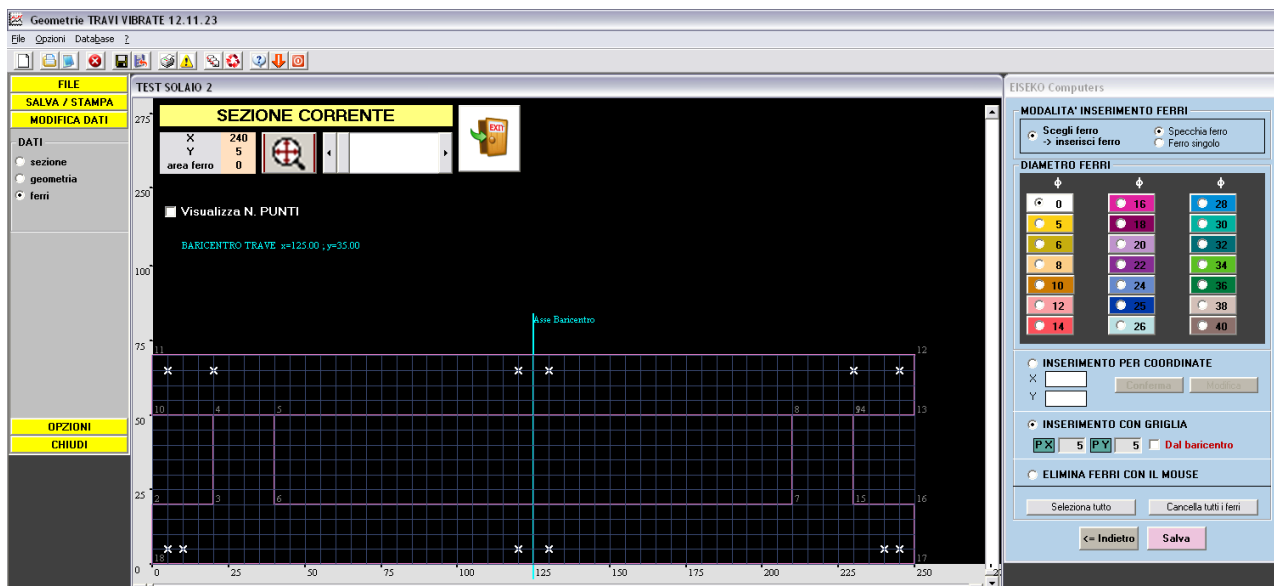 Geometrie TRAVI VIBRATE 12.11.23
File Opzioni Database ?
FILE
SALVA / STAMPA
MODIFICA DATI
DATI
sezione
geometria
ferri
OPZIONI
CHIUDI
TEST SOLAIO 2
SEZIONE CORRENTE
X 240
Y 5
area ferro 0
EXIT
Visualizza N. PUNTI
BARICENTRO TRAVE x=125.00 ; y=35.00
Asse Baricentro
275
250
100
75
50
25
0
11 12
10 4 5 8 94 13
2 3 6 7 15 16
18 17
0 25 50 75 100 125 150 175 200 225 250
EISEKO Computers
MODALITA' INSERIMENTO FERRI
Scegli ferro
-> inserisci ferro
Specchia ferro
Ferro singolo
DIAMETRO FERRI
ϕ ϕ ϕ
0 16 28
5 18 30
6 20 32
8 22 34
10 24 36
12 25 38
14 26 40
INSERIMENTO PER COORDINATE
X
Y
Conferma Modifica
INSERIMENTO CON GRIGLIA
PX 5 PY 5 Dal baricentro
ELIMINA FERRI CON IL MOUSE
Seleziona tutto Cancella tutti i ferri
<= Indietro Salva